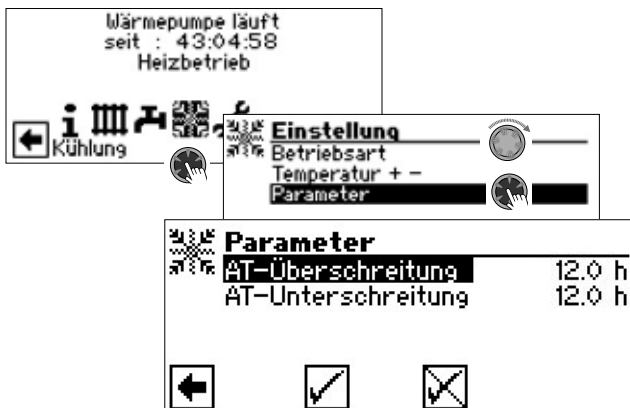 Wärmepumpe läuft
seit : 43:04:58
Heizbetrieb
Kühlung
Einstellung
Betriebsart
Temperatur + −
Parameter
Parameter
AT-Überschreitung 12.0 h
AT-Unterschreitung 12.0 h